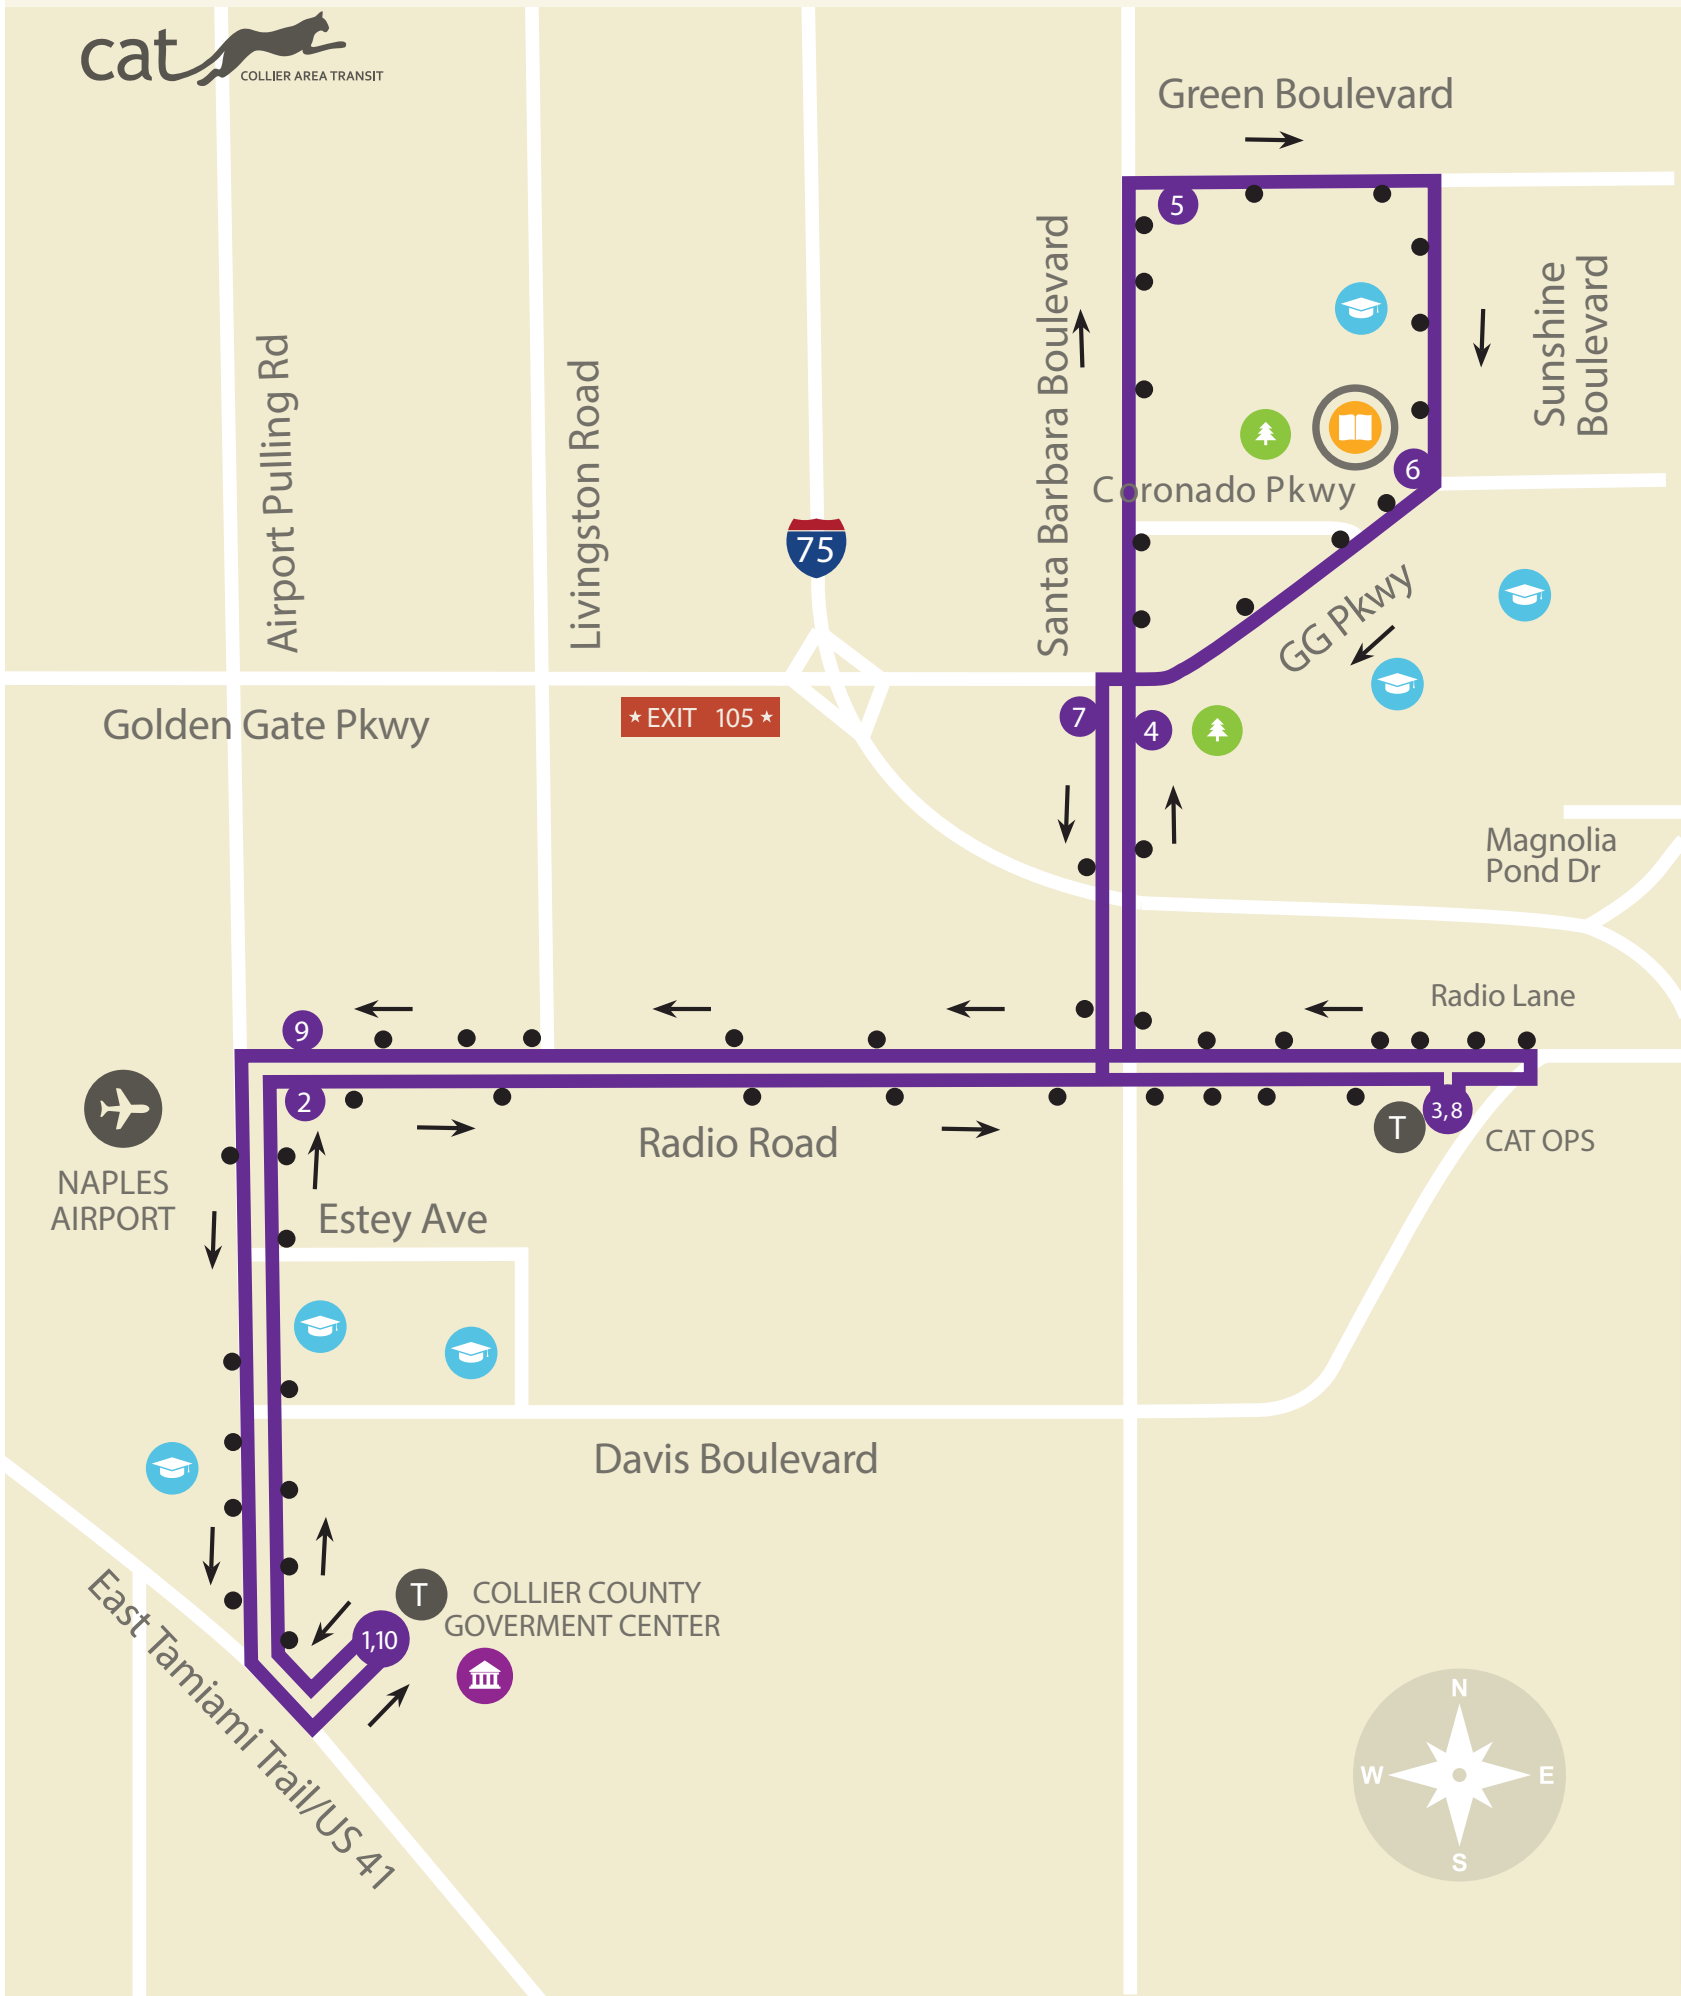 cat
COLLIER AREA TRANSIT
Green Boulevard
5
Santa Barbara Boulevard
Sunshine
Boulevard
Airport Pulling Rd
Livingston Road
6
Coronado Pkwy
75
GG Pkwy
Golden Gate Pkwy
EXIT 105
7
4
Magnolia
Pond Dr
Radio Lane
9
2
3,8
T
CAT OPS
Radio Road
NAPLES
AIRPORT
Estey Ave
Davis Boulevard
T
COLLIER COUNTY
GOVERMENT CENTER
1,10
East Tamiami Trail/US 41
N
W
E
S